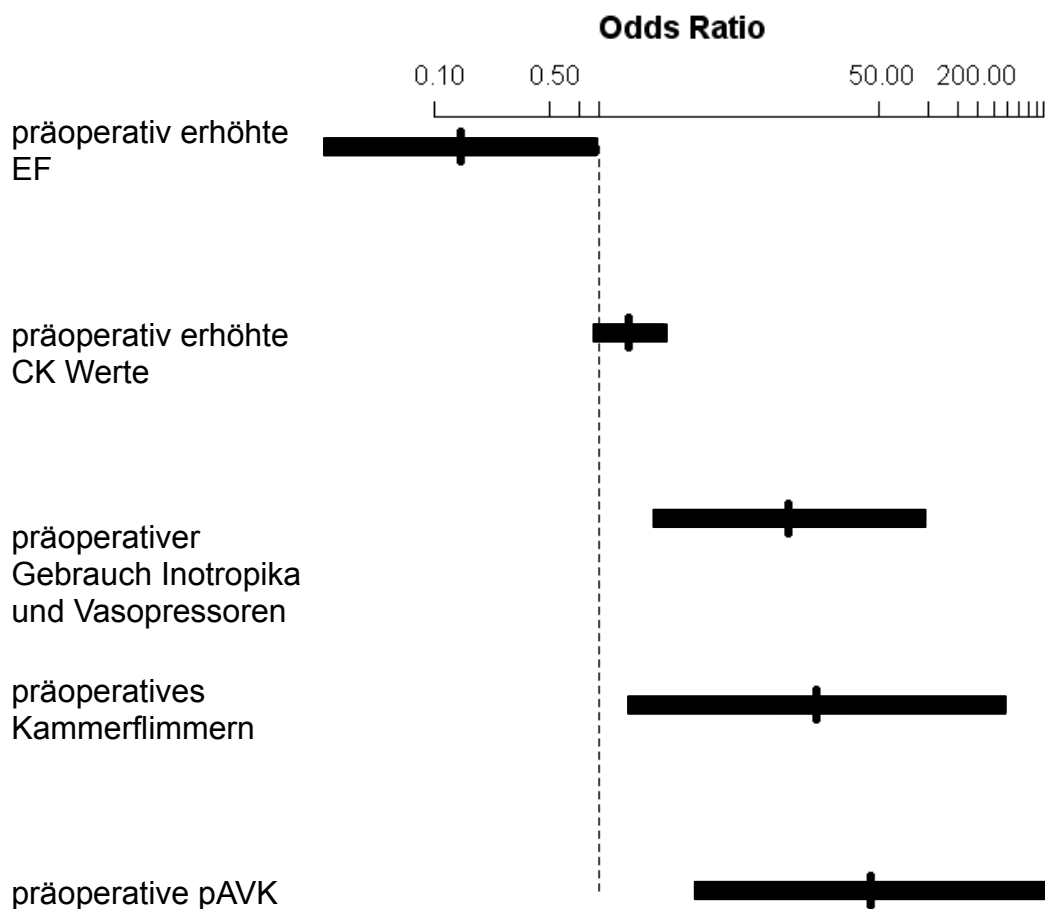 Odds Ratio
0.10 0.50 50.00 200.00
präoperativ erhöhte
EF
präoperativ erhöhte
CK Werte
präoperativer
Gebrauch Inotropika
und Vasopressoren
präoperatives
Kammerflimmern
präoperative pAVK